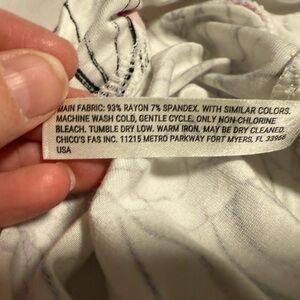 MAIN FABRIC: 93% RAYON 7% SPANDEX. WITH SIMILAR COLORS.
MACHINE WASH COLD, GENTLE CYCLE. ONLY NON-CHLORINE
BLEACH. TUMBLE DRY LOW. WARM IRON. MAY BE DRY CLEANED.
CHICO'S FAS INC. 11215 METRO PARKWAY FORT MYERS, FL 33966
USA